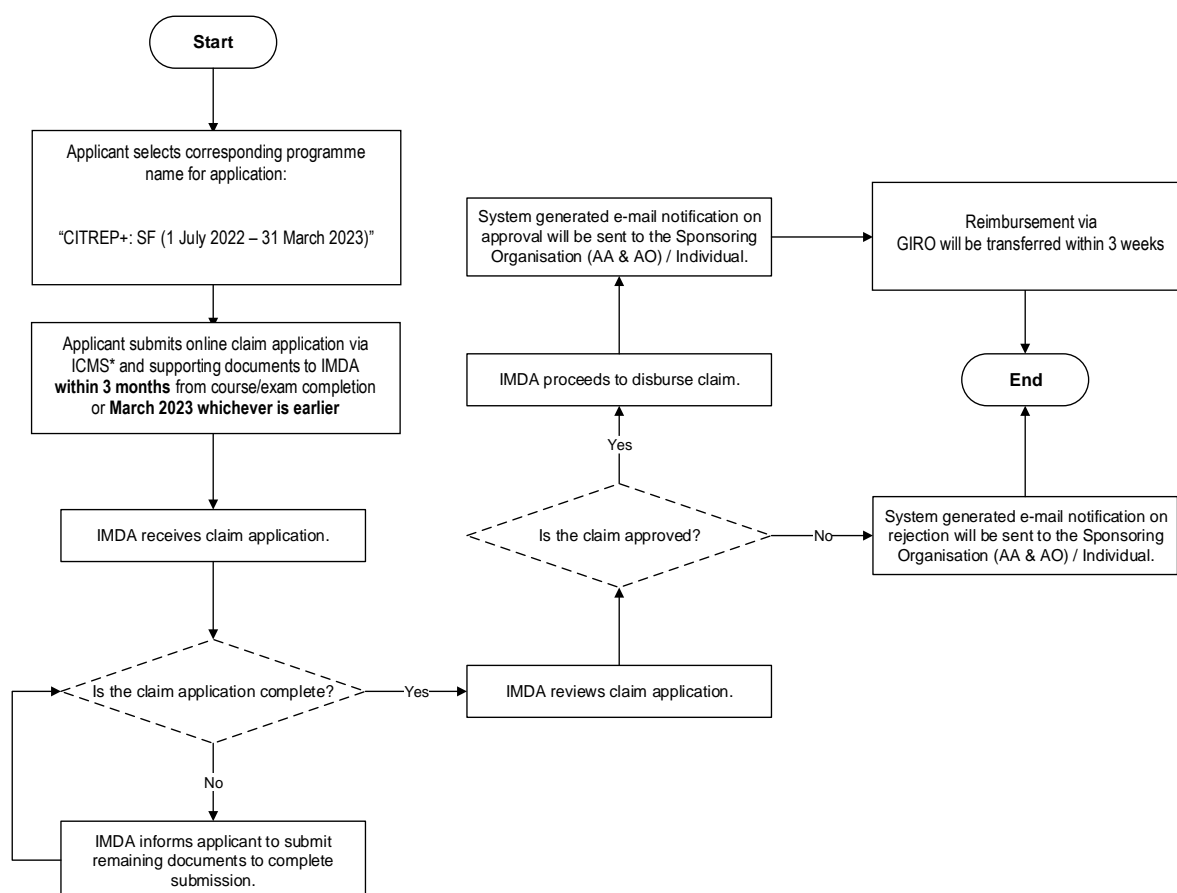 Start
Applicant selects corresponding programme
name for application:
“CITREP+: SF (1 July 2022 – 31 March 2023)”
Applicant submits online claim application via
ICMS* and supporting documents to IMDA
within 3 months from course/exam completion
or March 2023 whichever is earlier
IMDA receives claim application.
Is the claim application complete?
No
IMDA informs applicant to submit
remaining documents to complete
submission.
Yes
IMDA reviews claim application.
Is the claim approved?
Yes
IMDA proceeds to disburse claim.
System generated e-mail notification on
approval will be sent to the Sponsoring
Organisation (AA & AO) / Individual.
Reimbursement via
GIRO will be transferred within 3 weeks
End
No
System generated e-mail notification on
rejection will be sent to the Sponsoring
Organisation (AA & AO) / Individual.